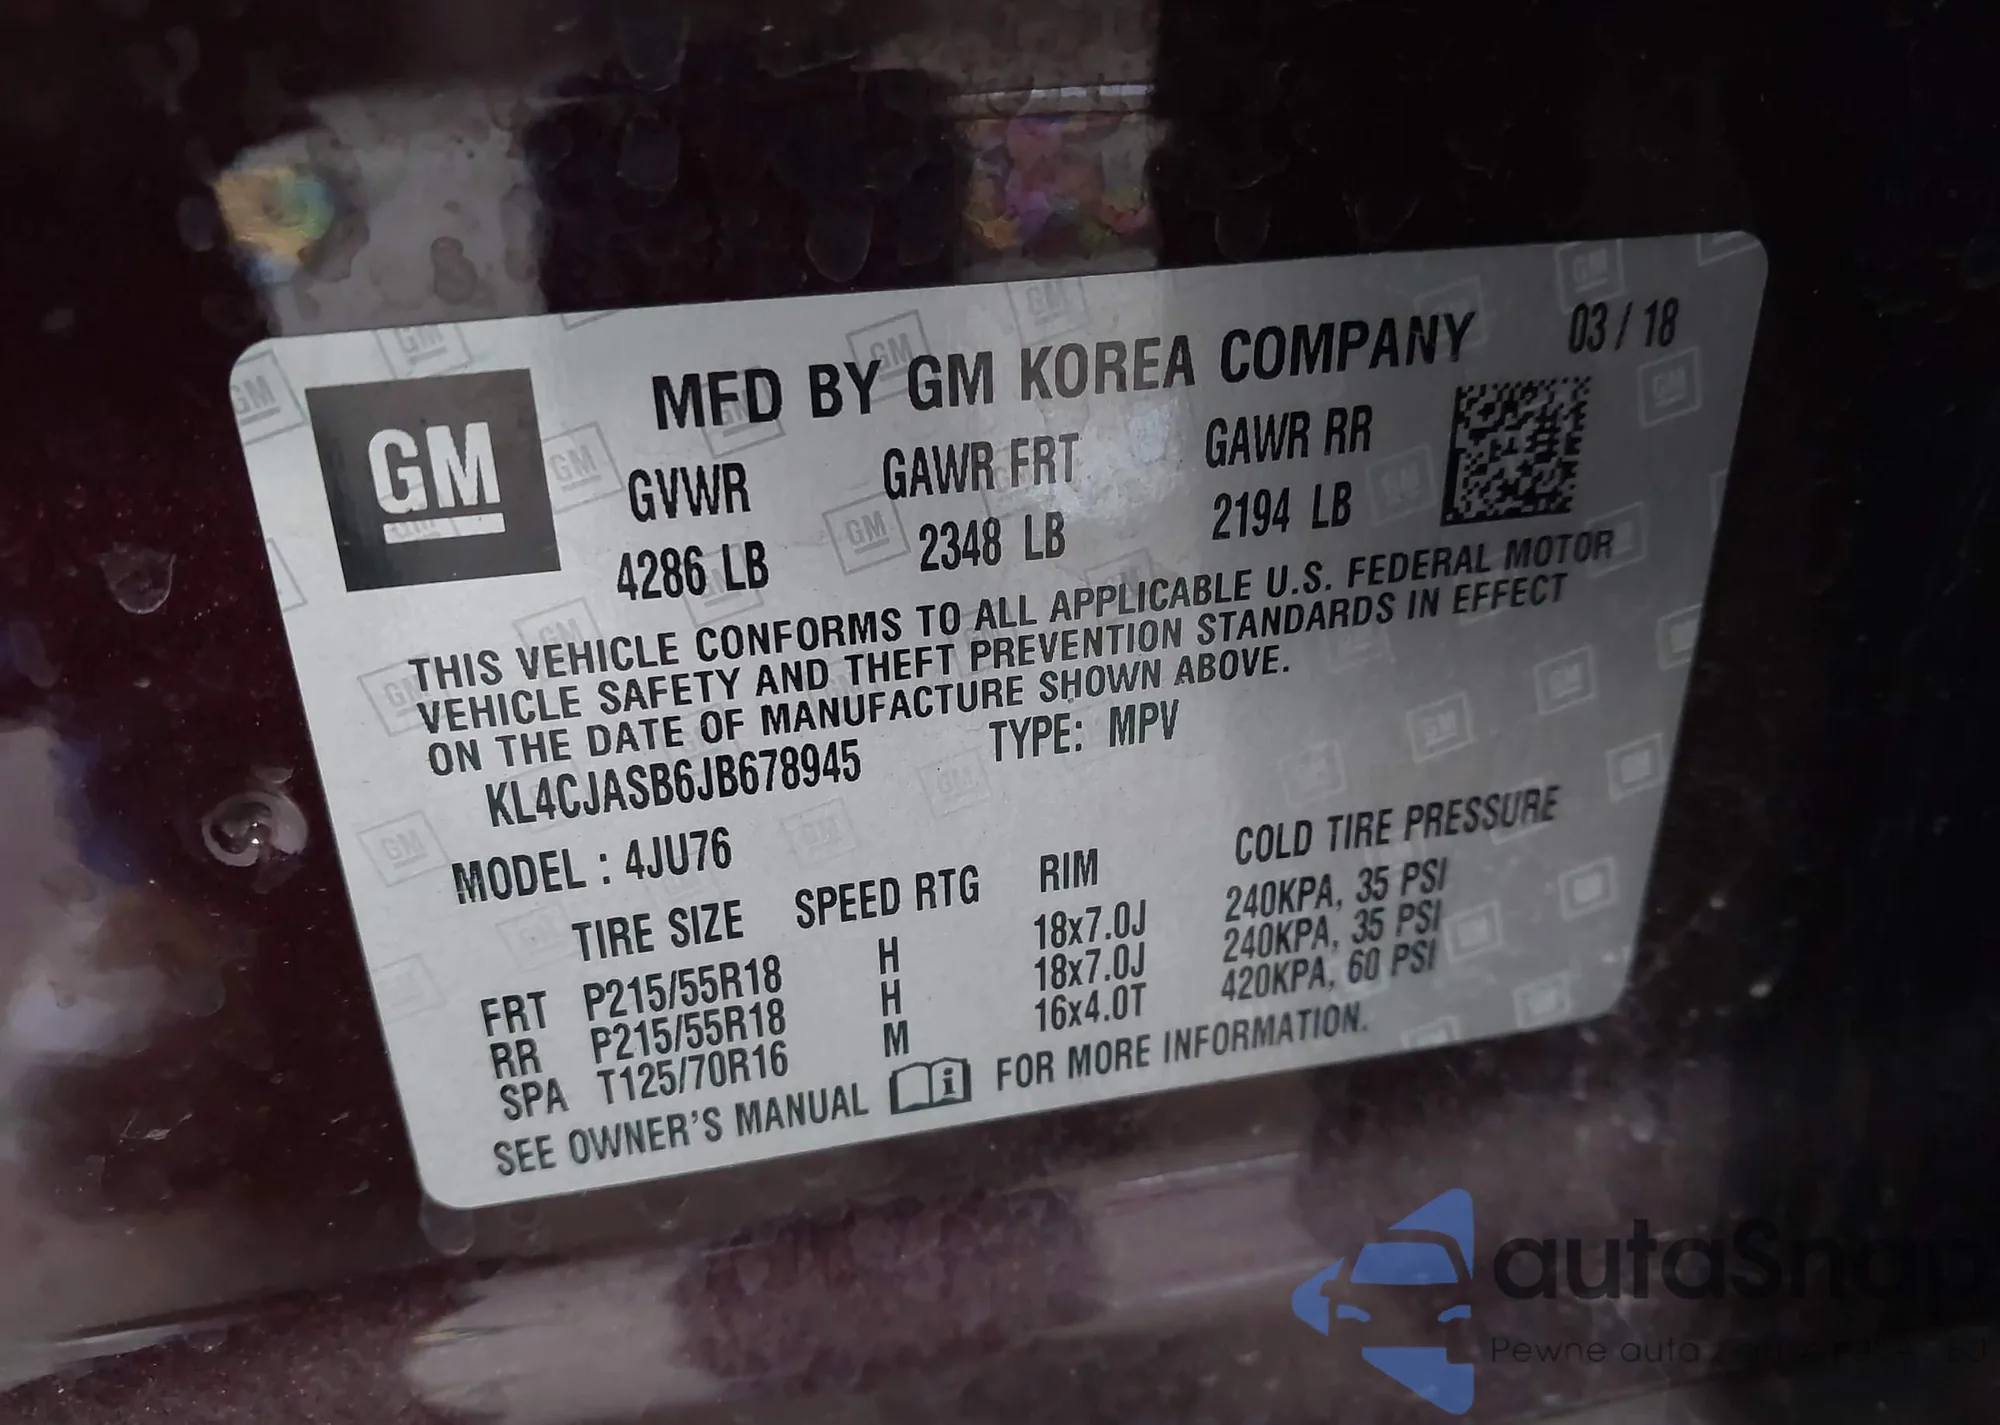 MFD BY GM KOREA COMPANY 03 / 18
GM
GVWR GAWR FRT GAWR RR
4286 LB 2348 LB 2194 LB
THIS VEHICLE CONFORMS TO ALL APPLICABLE U.S. FEDERAL MOTOR
VEHICLE SAFETY AND THEFT PREVENTION STANDARDS IN EFFECT
ON THE DATE OF MANUFACTURE SHOWN ABOVE.
KL4CJASB6JB678945 TYPE: MPV
MODEL : 4JU76
TIRE SIZE SPEED RTG RIM COLD TIRE PRESSURE
FRT P215/55R18 H 18x7.0J 240KPA, 35 PSI
RR P215/55R18 H 18x7.0J 240KPA, 35 PSI
SPA T125/70R16 M 16x4.0T 420KPA, 60 PSI
SEE OWNER'S MANUAL FOR MORE INFORMATION.
autaSnap
Pewne auta